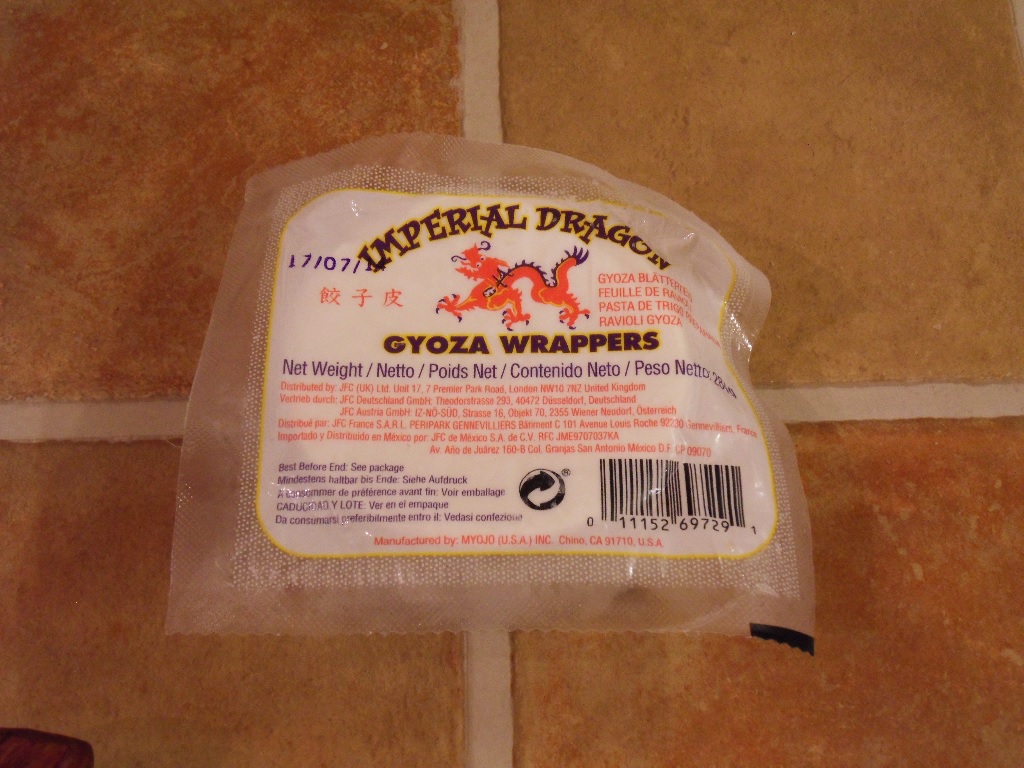 IMPERIAL DRAGON
17/07/
餃子皮
GYOZA BLÄTTERTEIG
FEUILLE DE RAVIOLI
PASTA DE TRIGO
RAVIOLI GYOZA
GYOZA WRAPPERS
Net Weight / Netto / Poids Net / Contenido Neto / Peso Netto:
Distributed by: JFC (UK) Ltd. Unit 17, 7 Premier Park Road, London NW10 7NZ United Kingdom
Vertrieb durch: JFC Deutschland GmbH: Theodorstrasse 293, 40472 Düsseldorf, Deutschland
JFC Austria GmbH: IZ-NÖ-SÜD, Strasse 16, Objekt 70, 2355 Wiener Neudorf, Österreich
Distribué par: JFC France S.A.R.L. PERIPARK GENNEVILLIERS Bâtiment C 101 Avenue Louis Roche 92230 Gennevilliers, France
Importado y Distribuido en México por: JFC de México S.A. de C.V. RFC JME9707037KA
Av. Año de Juárez 160-B Col. Granjas San Antonio México D.F. CP 09070
Best Before End: See package
Mindestens haltbar bis Ende: Siehe Aufdruck
A consommer de préférence avant fin: Voir emballage
CADUCIDAD Y LOTE: Ver en el empaque
Da consumarsi preferibilmente entro il: Vedasi confezione
®
0 11152 69729 1
Manufactured by: MYOJO (U.S.A.) INC. Chino, CA 91710, U.S.A.